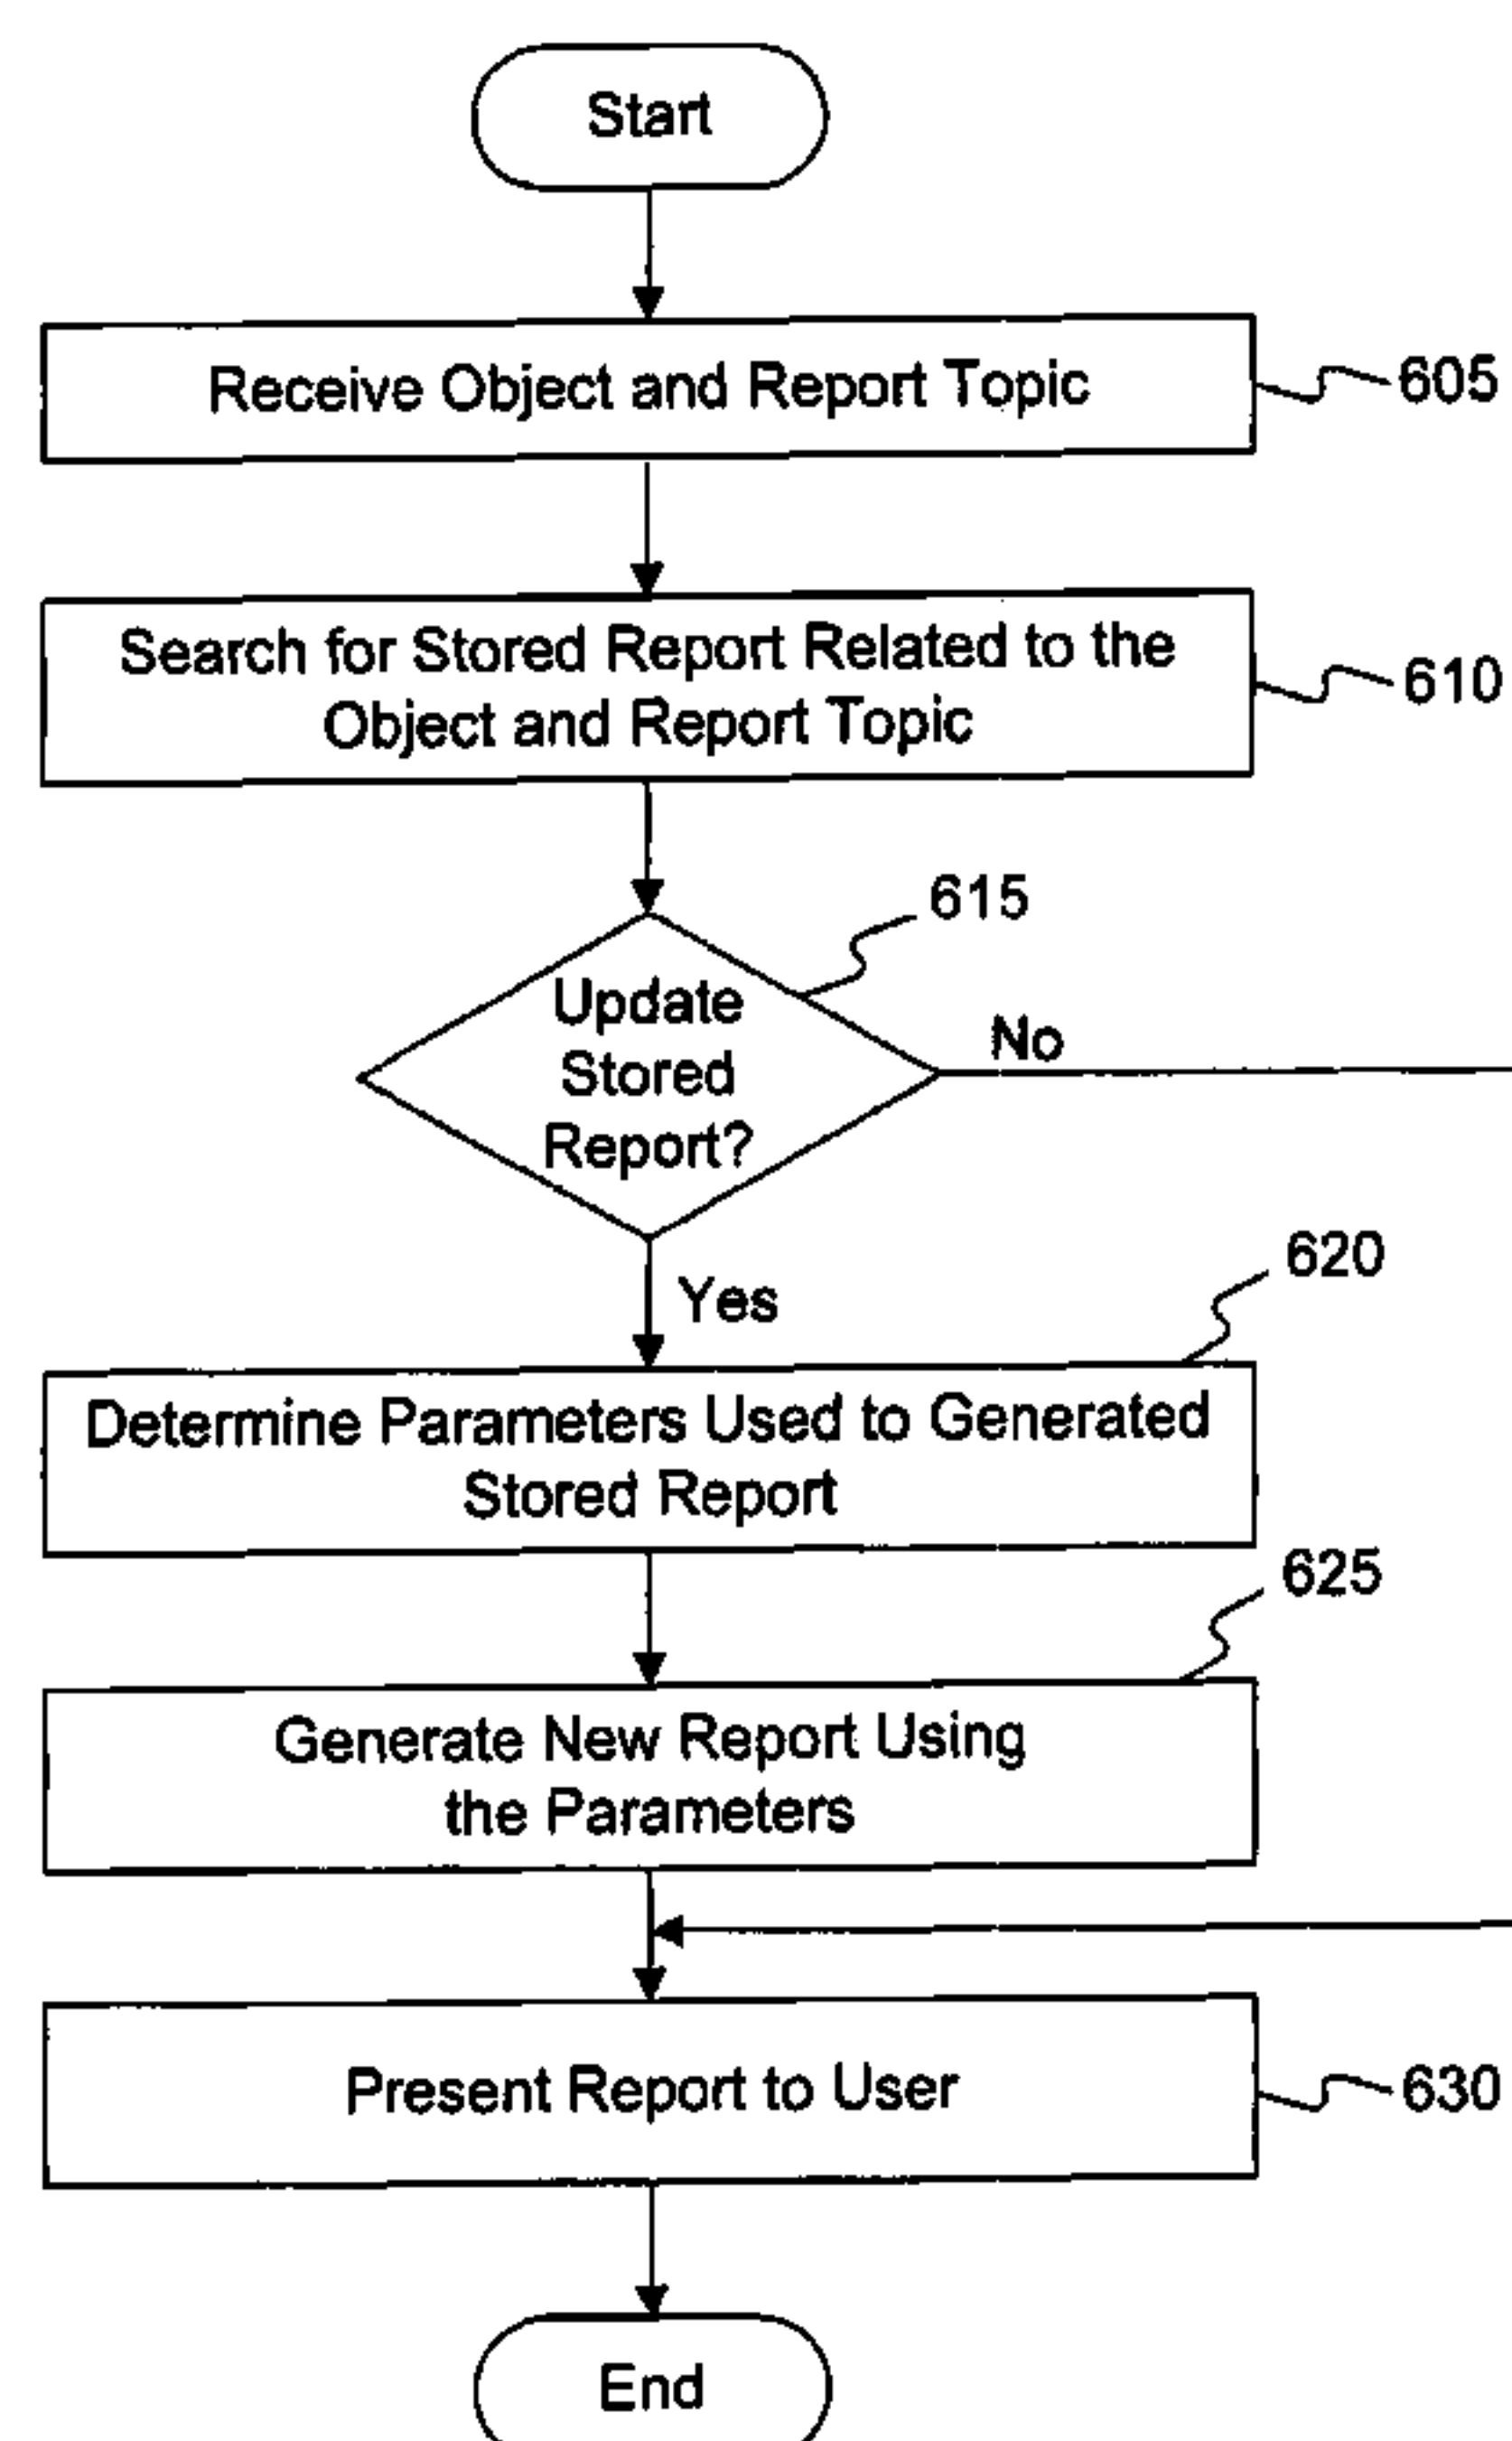 Start
Receive Object and Report Topic
605
Search for Stored Report Related to the
Object and Report Topic
610
615
Update
Stored
Report?
No
Yes
620
Determine Parameters Used to Generated
Stored Report
625
Generate New Report Using
the Parameters
Present Report to User
630
End